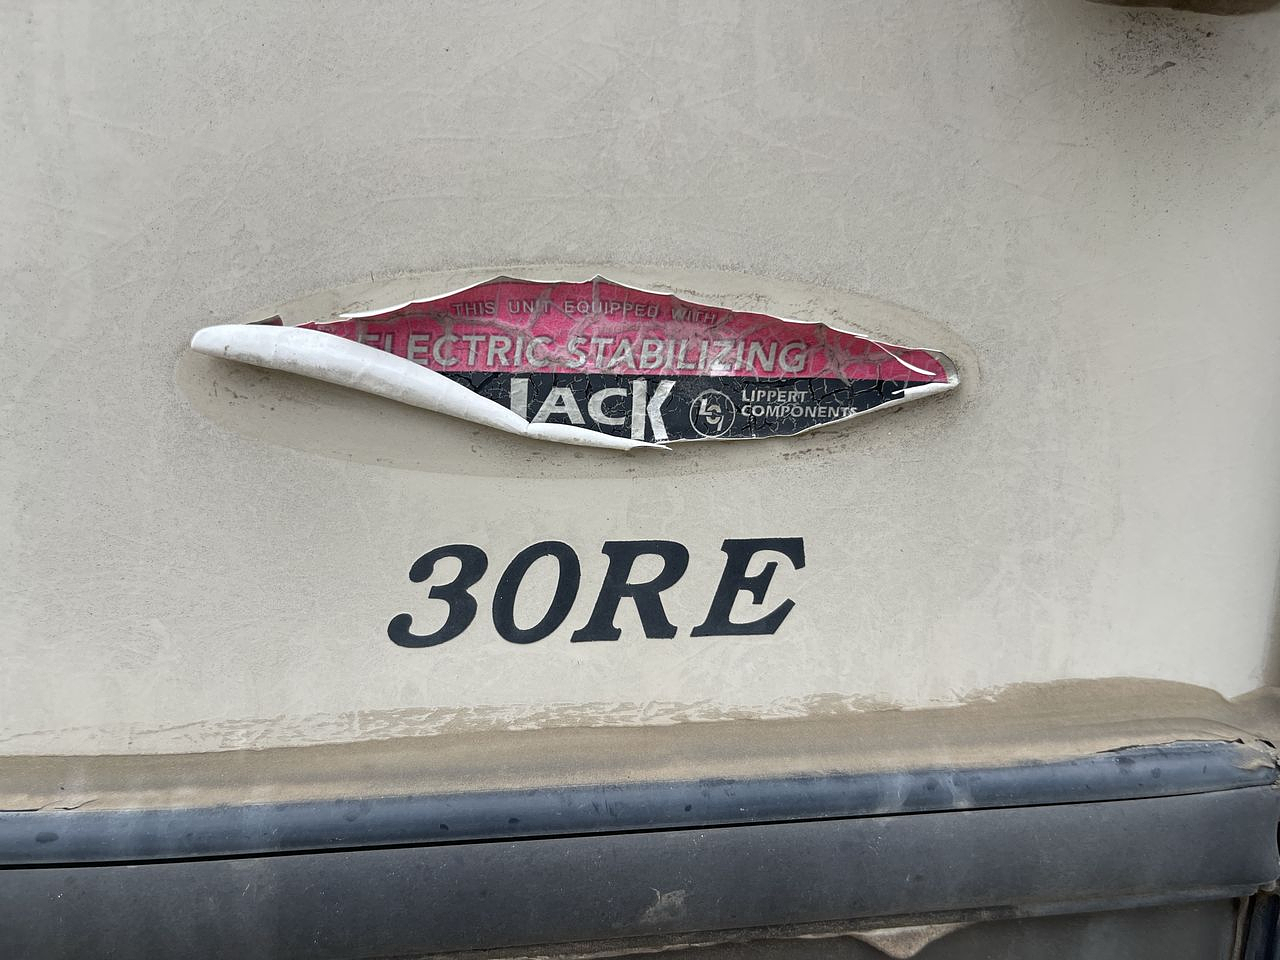 THIS UNIT EQUIPPED WITH
ELECTRIC STABILIZING
JACK
LIPPERT
COMPONENTS
30RE